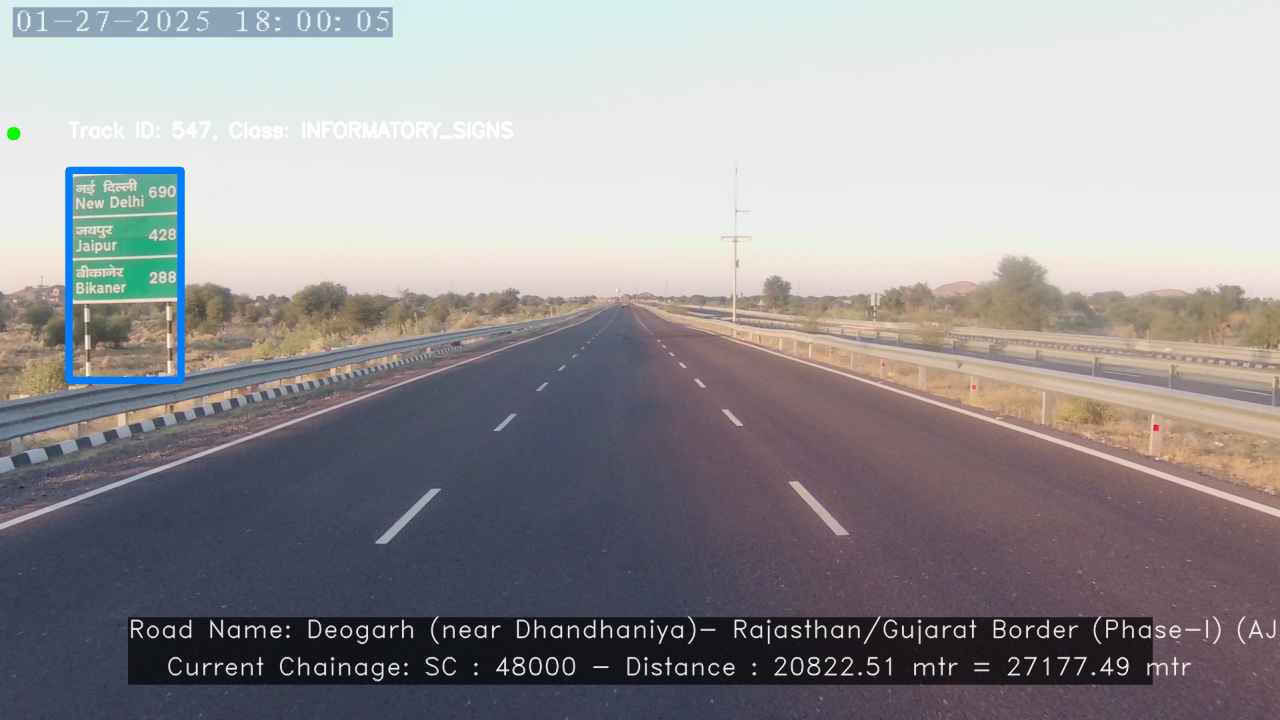 01-27-2025 18:00:05
Track ID: 547, Class: INFORMATORY_SIGNS
नई दिल्ली 690
New Delhi
जयपुर 428
Jaipur
बीकानेर 288
Bikaner
Road Name: Deogarh (near Dhandhaniya)- Rajasthan/Gujarat Border (Phase-I) (AJ
Current Chainage: SC : 48000 - Distance : 20822.51 mtr = 27177.49 mtr